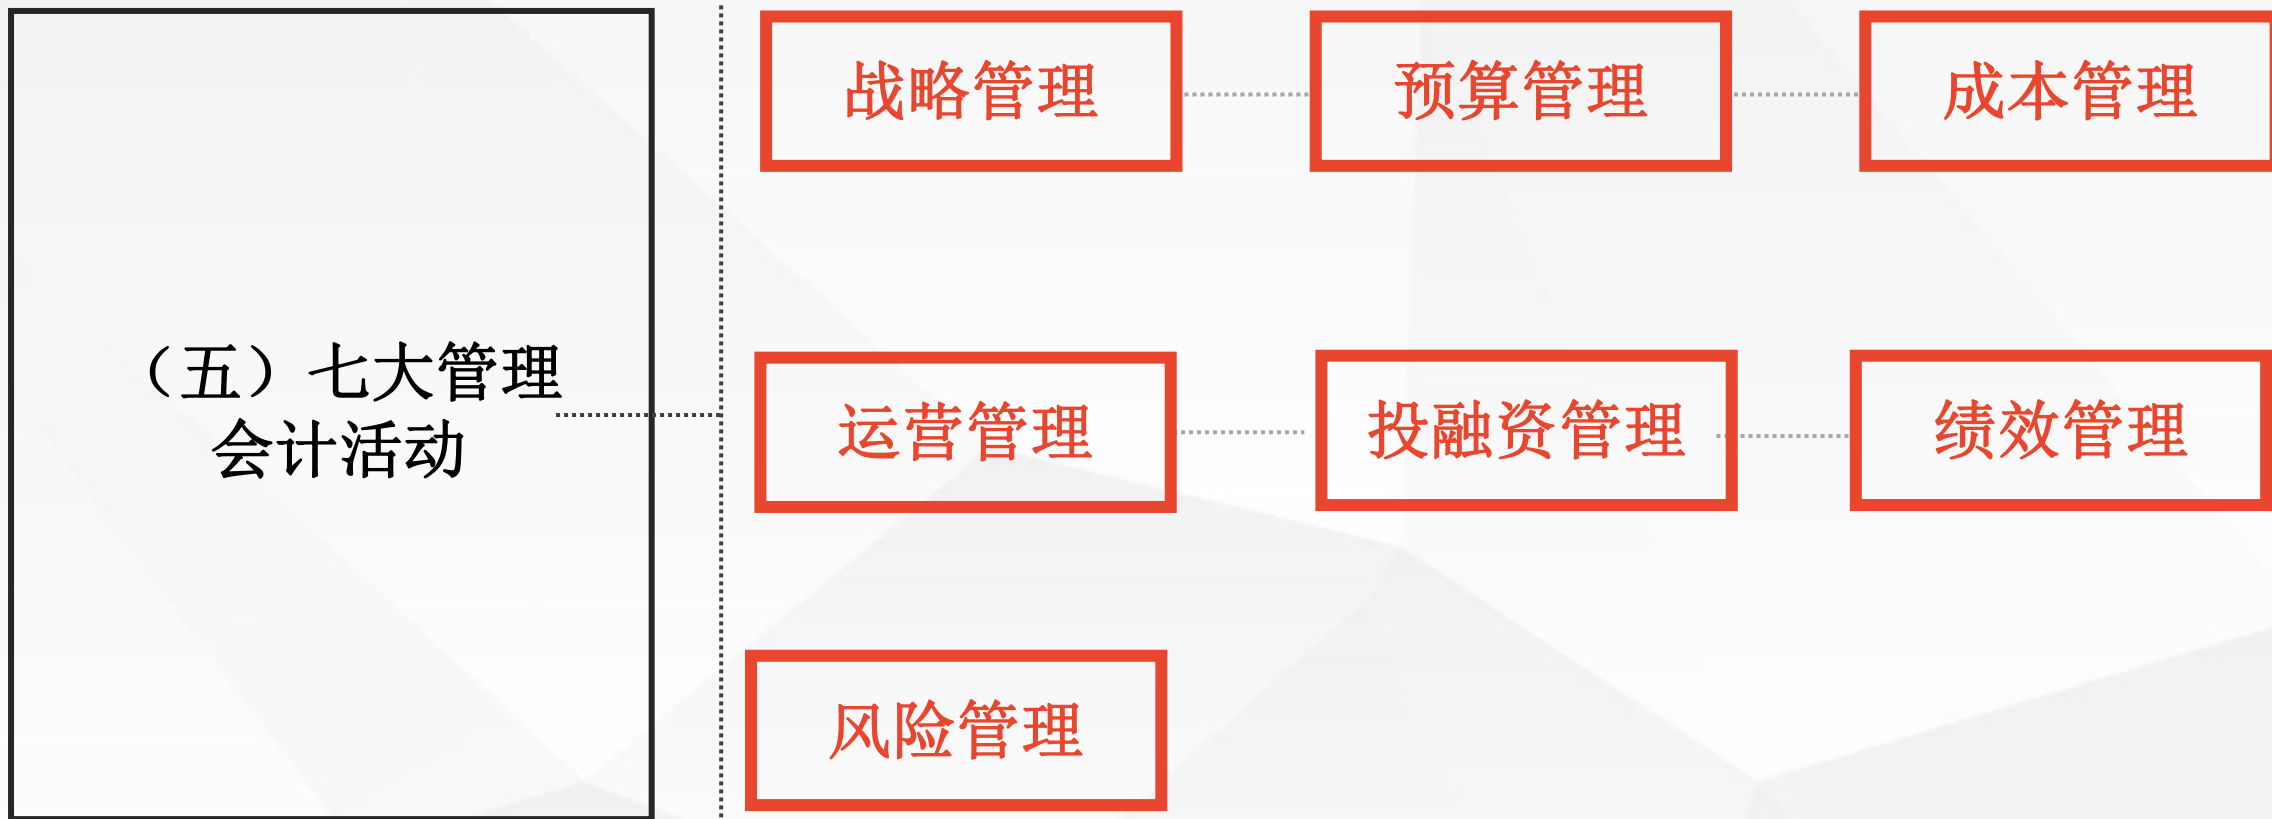 （五）七大管理
会计活动
战略管理
预算管理
成本管理
运营管理
投融资管理
绩效管理
风险管理